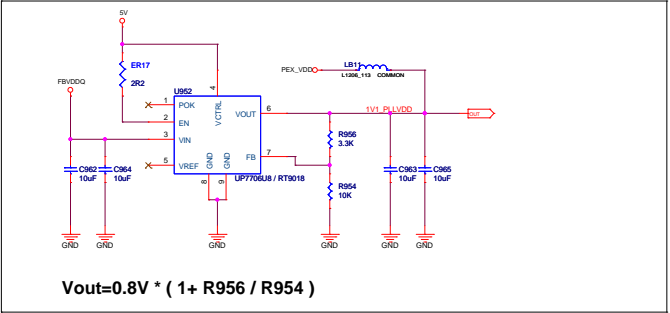 5V
ER17
2R2
FBVDDQ
PEX_VDD
LB11
L1206_113 COMMON
U952
4
1
POK
VCTRL
2
EN
VOUT
6
1V1_PLLVDD
OUT
3
VIN
R956
3.3K
FB
7
5
VREF
GND
GND
UP7706U8 / RT9018
8
9
C962
10uF
C964
10uF
R954
10K
C963
10uF
C965
10uF
GND
GND
GND
GND
GND
GND
Vout=0.8V * ( 1+ R956 / R954 )